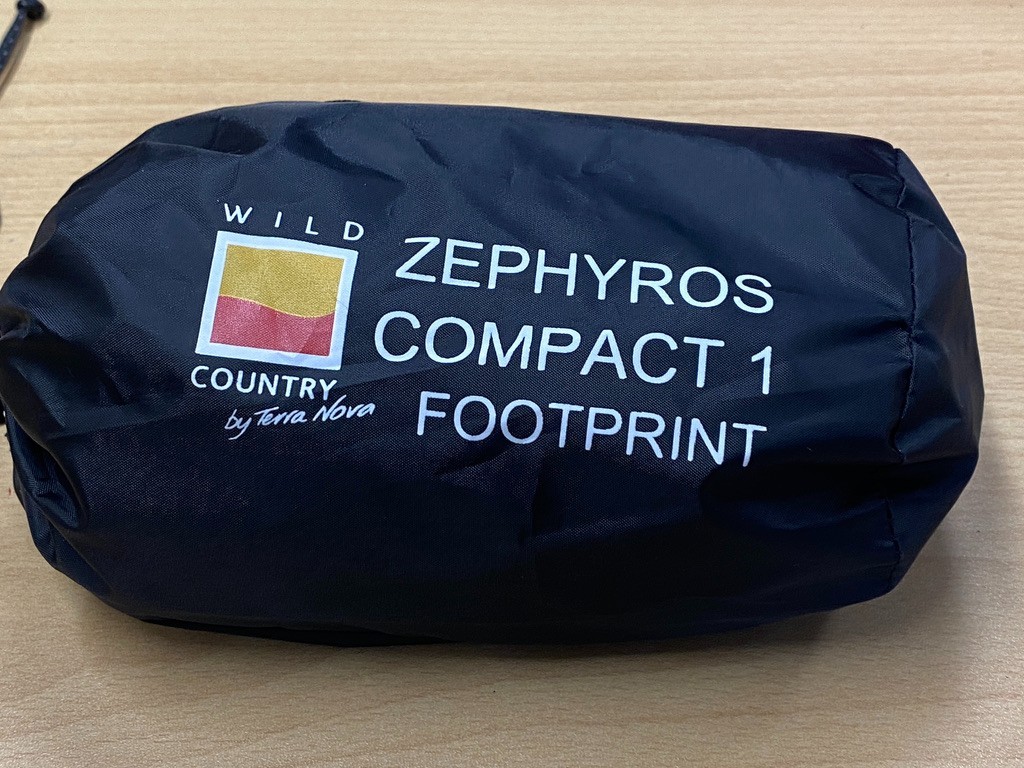 WILD
COUNTRY
by Terra Nova
ZEPHYROS
COMPACT 1
FOOTPRINT